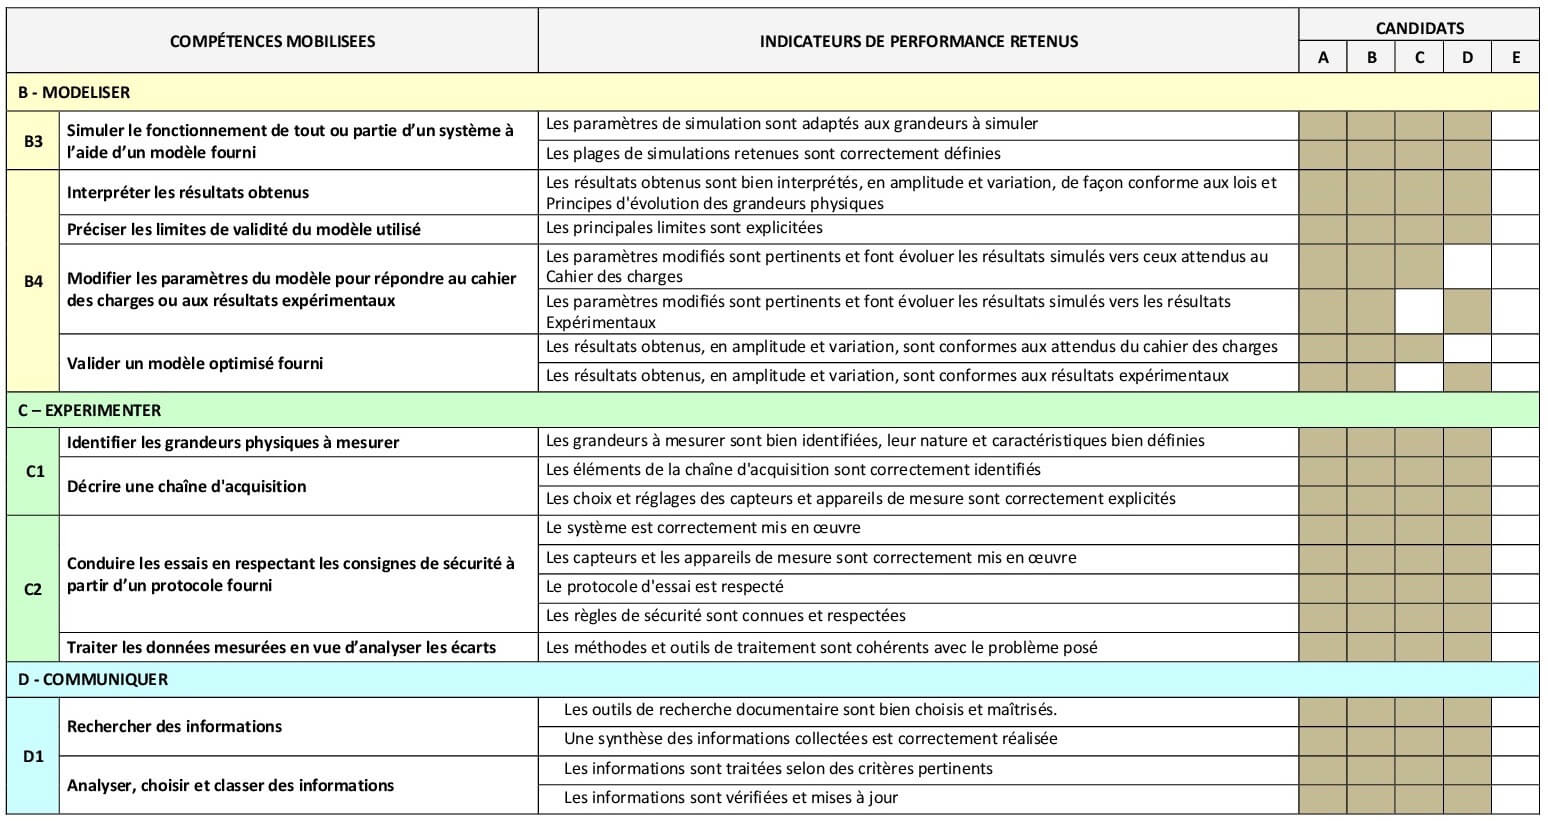 COMPÉTENCES MOBILISEES
INDICATEURS DE PERFORMANCE RETENUS
CANDIDATS
A B C D E
B - MODELISER
B3
Simuler le fonctionnement de tout ou partie d’un système à
l’aide d’un modèle fourni
Les paramètres de simulation sont adaptés aux grandeurs à simuler
Les plages de simulations retenues sont correctement définies
B4
Interpréter les résultats obtenus
Les résultats obtenus sont bien interprétés, en amplitude et variation, de façon conforme aux lois et
Principes d'évolution des grandeurs physiques
Préciser les limites de validité du modèle utilisé
Les principales limites sont explicitées
Modifier les paramètres du modèle pour répondre au cahier
des charges ou aux résultats expérimentaux
Les paramètres modifiés sont pertinents et font évoluer les résultats simulés vers ceux attendus au
Cahier des charges
Les paramètres modifiés sont pertinents et font évoluer les résultats simulés vers les résultats
Expérimentaux
Valider un modèle optimisé fourni
Les résultats obtenus, en amplitude et variation, sont conformes aux attendus du cahier des charges
Les résultats obtenus, en amplitude et variation, sont conformes aux résultats expérimentaux
C – EXPERIMENTER
C1
Identifier les grandeurs physiques à mesurer
Les grandeurs à mesurer sont bien identifiées, leur nature et caractéristiques bien définies
Décrire une chaîne d'acquisition
Les éléments de la chaîne d'acquisition sont correctement identifiés
Les choix et réglages des capteurs et appareils de mesure sont correctement explicités
C2
Conduire les essais en respectant les consignes de sécurité à
partir d’un protocole fourni
Le système est correctement mis en œuvre
Les capteurs et les appareils de mesure sont correctement mis en œuvre
Le protocole d'essai est respecté
Les règles de sécurité sont connues et respectées
Traiter les données mesurées en vue d’analyser les écarts
Les méthodes et outils de traitement sont cohérents avec le problème posé
D - COMMUNIQUER
D1
Rechercher des informations
Les outils de recherche documentaire sont bien choisis et maîtrisés.
Une synthèse des informations collectées est correctement réalisée
Analyser, choisir et classer des informations
Les informations sont traitées selon des critères pertinents
Les informations sont vérifiées et mises à jour